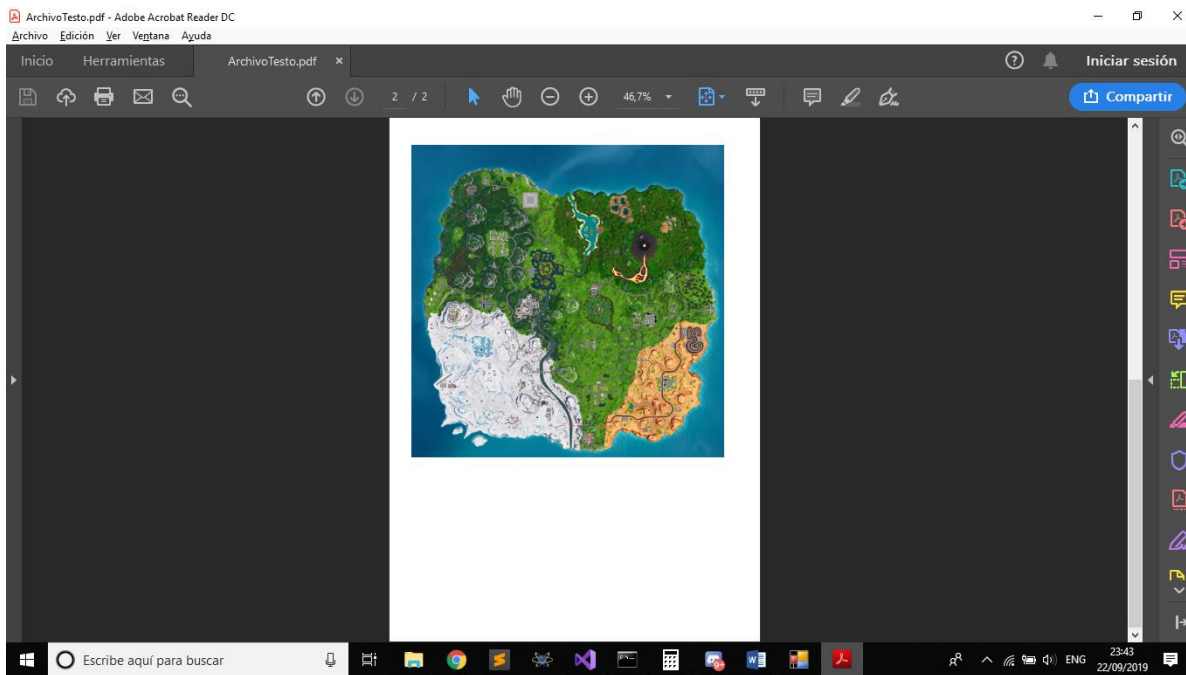 ArchivoTesto.pdf - Adobe Acrobat Reader DC
Archivo Edición Ver Ventana Ayuda
Inicio Herramientas ArchivoTesto.pdf × Iniciar sesión
2 / 2 46,7% Compartir
Escribe aquí para buscar
ENG
23:43
22/09/2019